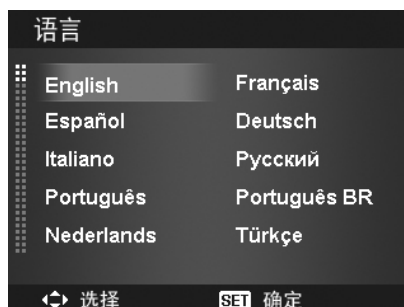 语言
English Français
Español Deutsch
Italiano Русский
Português Português BR
Nederlands Türkçe
选择 SET 确定